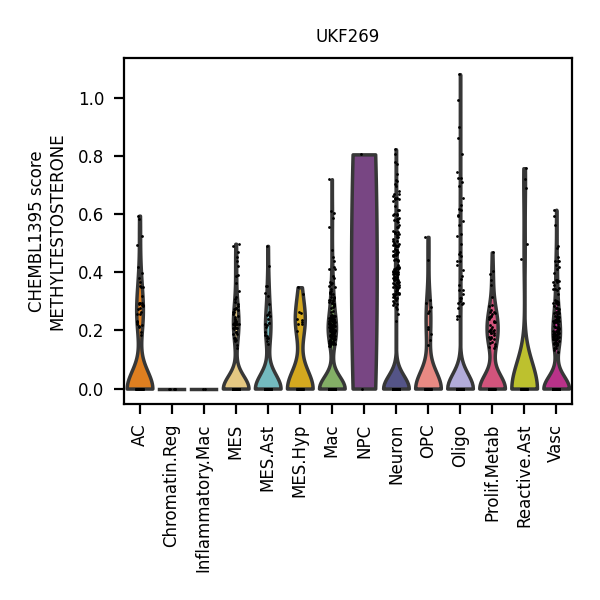 UKF269
CHEMBL1395 score
METHYLTESTOSTERONE
1.0
0.8
0.6
0.4
0.2
0.0
AC
Chromatin.Reg
Inflammatory.Mac
MES
MES.Ast
MES.Hyp
Mac
NPC
Neuron
OPC
Oligo
Prolif.Metab
Reactive.Ast
Vasc